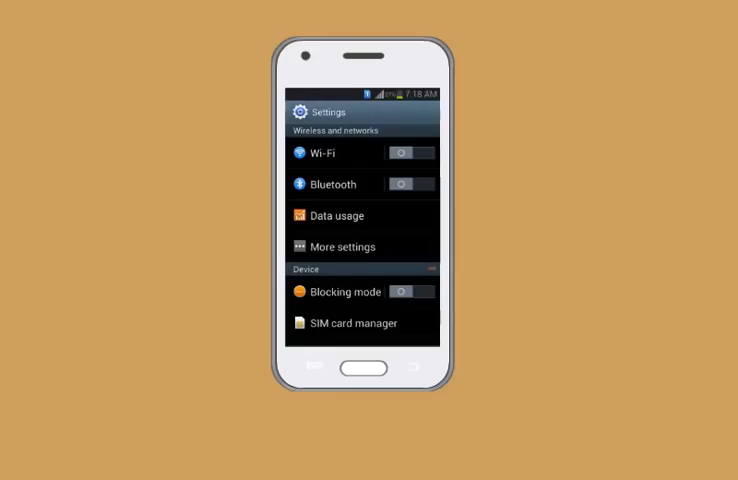 7:18 AM
Settings
Wireless and networks
Wi-Fi
Bluetooth
Data usage
More settings
Device
Blocking mode
SIM card manager